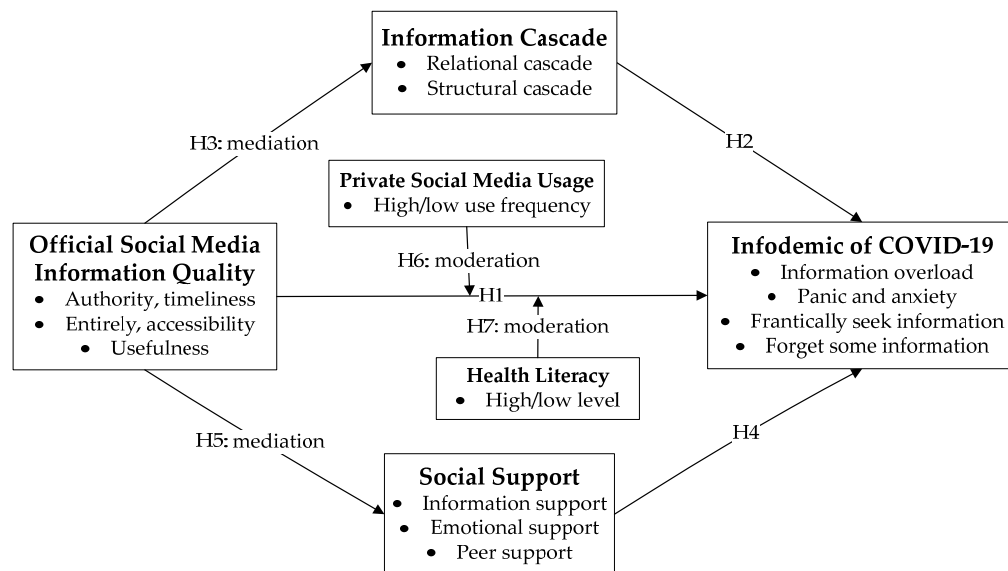 Information Cascade
• Relational cascade
• Structural cascade
H3: mediation
H2
Private Social Media Usage
• High/low use frequency
Official Social Media
Information Quality
• Authority, timeliness
• Entirely, accessibility
• Usefulness
H6: moderation
H1
H7: moderation
Infodemic of COVID-19
• Information overload
• Panic and anxiety
• Frantically seek information
• Forget some information
Health Literacy
• High/low level
H5: mediation
H4
Social Support
• Information support
• Emotional support
• Peer support